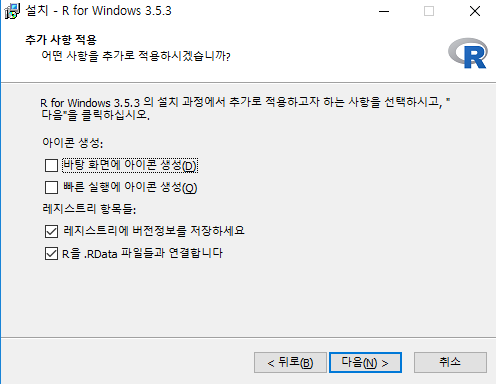 설치 - R for Windows 3.5.3
추가 사항 적용
어떤 사항을 추가로 적용하시겠습니까?
R
R for Windows 3.5.3 의 설치 과정에서 추가로 적용하고자 하는 사항을 선택하시고, "
다음"을 클릭하십시오.
아이콘 생성:
바탕 화면에 아이콘 생성(D)
빠른 실행에 아이콘 생성(Q)
레지스트리 항목들:
레지스트리에 버전정보를 저장하세요
R을 .RData 파일들과 연결합니다
< 뒤로(B)
다음(N) >
취소